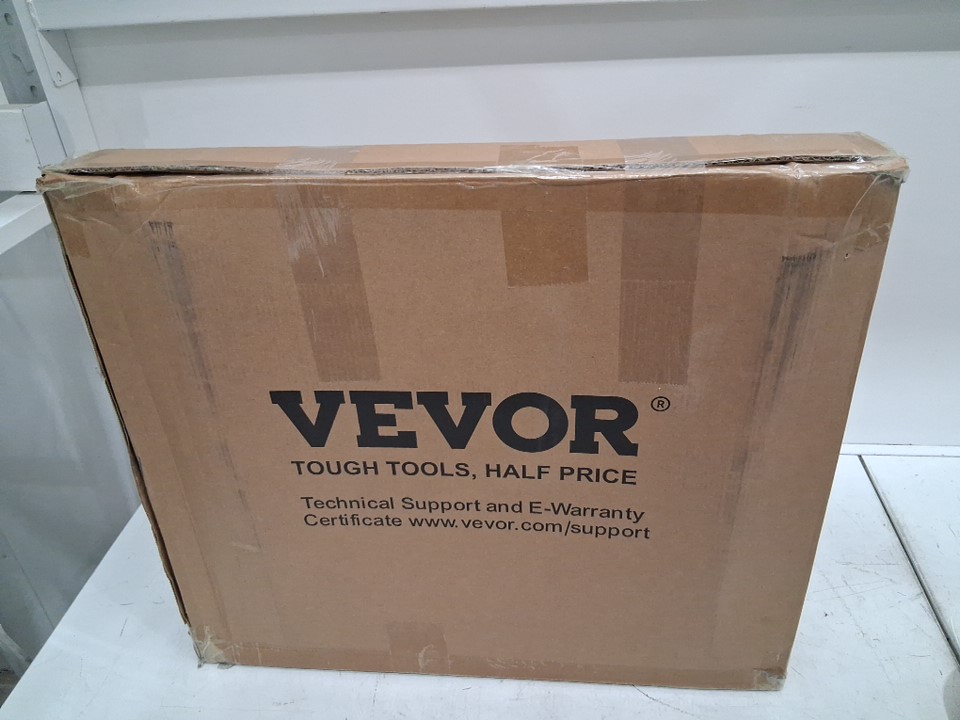 VEVOR®
TOUGH TOOLS, HALF PRICE
Technical Support and E-Warranty
Certificate www.vevor.com/support